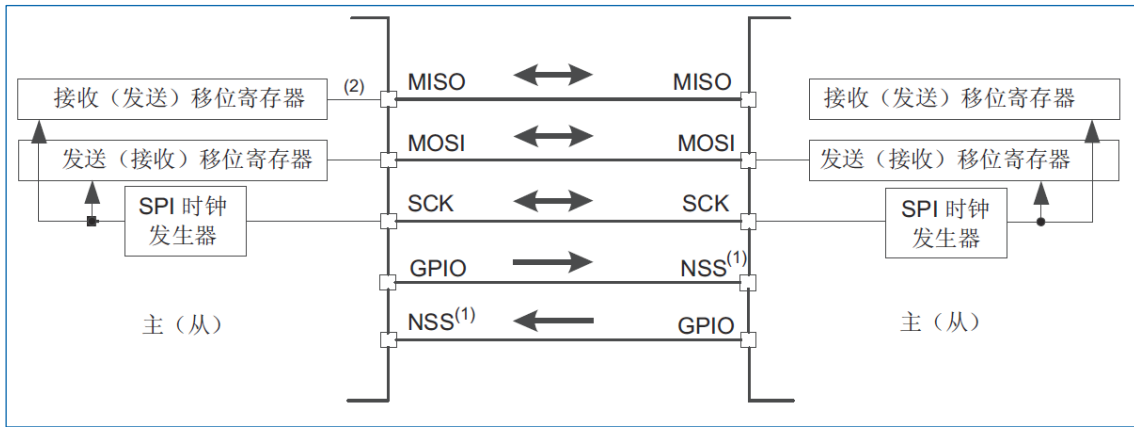 (2)
MISO
MISO
接收（发送）移位寄存器
接收（发送）移位寄存器
MOSI
MOSI
发送（接收）移位寄存器
发送（接收）移位寄存器
SCK
SCK
SPI 时钟
发生器
SPI 时钟
发生器
GPIO
NSS(1)
主（从）
主（从）
NSS(1)
GPIO